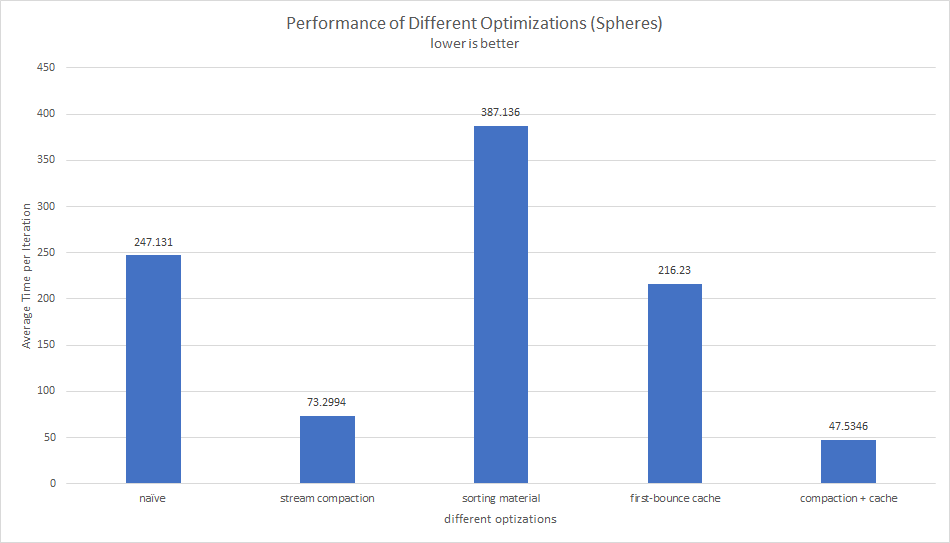 Performance of Different Optimizations (Spheres)
lower is better
450
400
350
300
250
200
150
100
50
0
Average Time per Iteration
247.131
73.2994
387.136
216.23
47.5346
naïve
stream compaction
sorting material
first-bounce cache
compaction + cache
different optizations